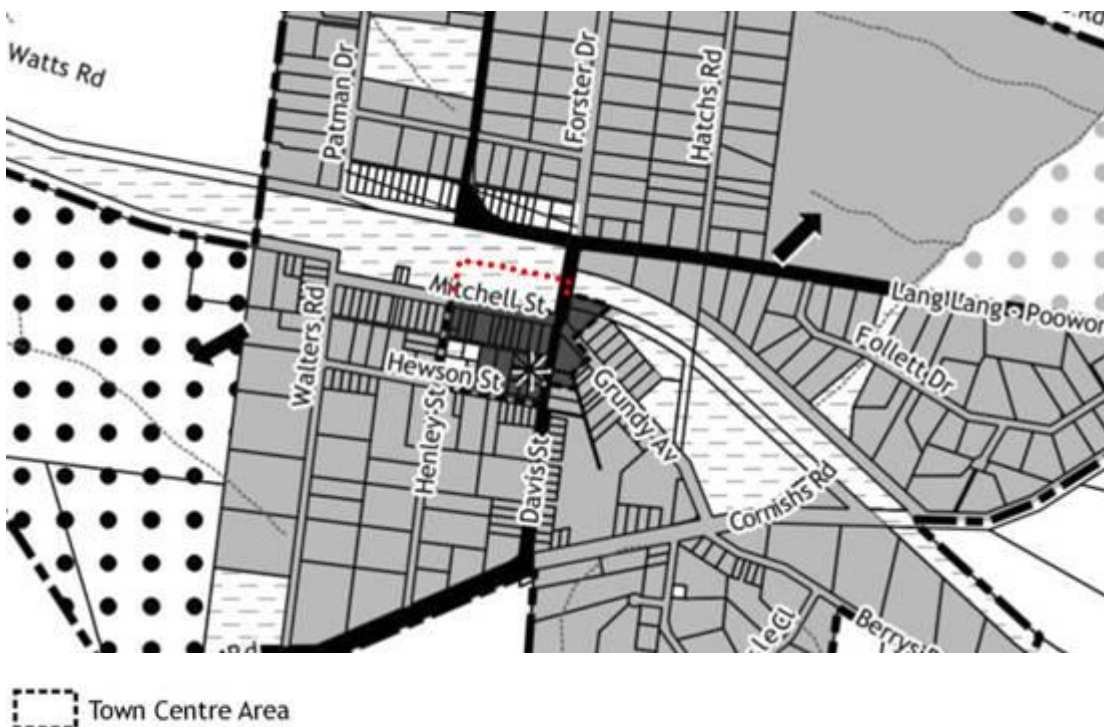 Watts Rd
Patman Dr
Forster Dr
Hatchs Rd
Mitchell St
Lang Lang
Poowon
Follett Dr
Walters Rd
Hewson St
Henley St
Davis St
Grundy Av
Cornishs Rd
Berrys
Town Centre Area